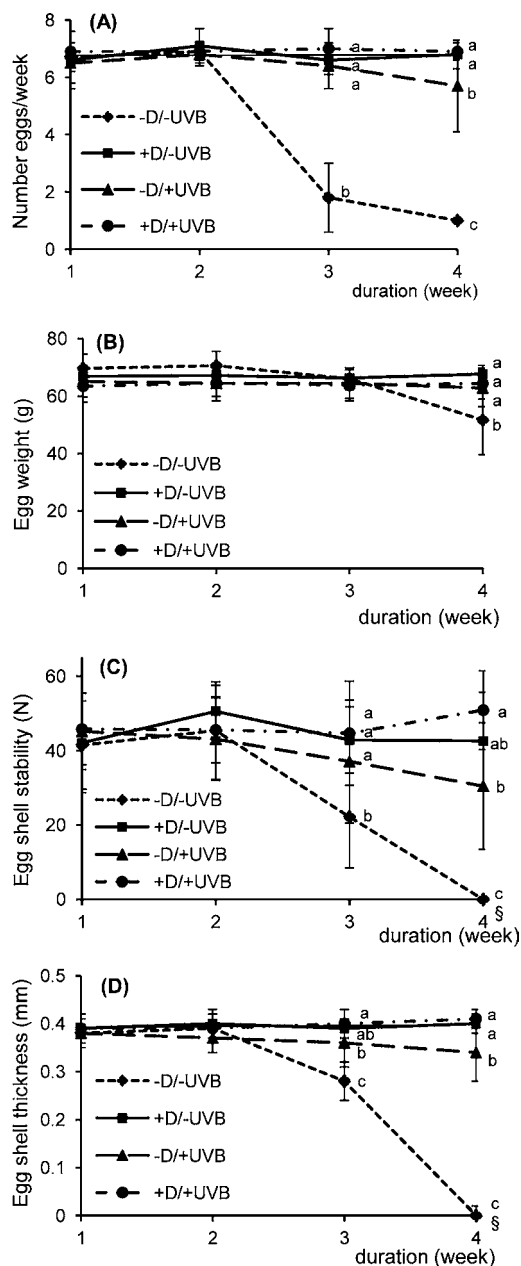 (A)
Number eggs/week
8
6
4
2
0
a
a
a
a
a
b
b
c
-D/-UVB
+D/-UVB
-D/+UVB
+D/+UVB
1 2 3 4
duration (week)
(B)
Egg weight (g)
80
60
40
20
0
a
a
a
b
-D/-UVB
+D/-UVB
-D/+UVB
+D/+UVB
1 2 3 4
duration (week)
(C)
Egg shell stability (N)
60
40
20
0
a
a
a
b
a
ab
b
c
§
-D/-UVB
+D/-UVB
-D/+UVB
+D/+UVB
1 2 3 4
duration (week)
(D)
Egg shell thickness (mm)
0.5
0.4
0.3
0.2
0.1
0
a
ab
b
c
a
a
b
c
§
-D/-UVB
+D/-UVB
-D/+UVB
+D/+UVB
1 2 3 4
duration (week)